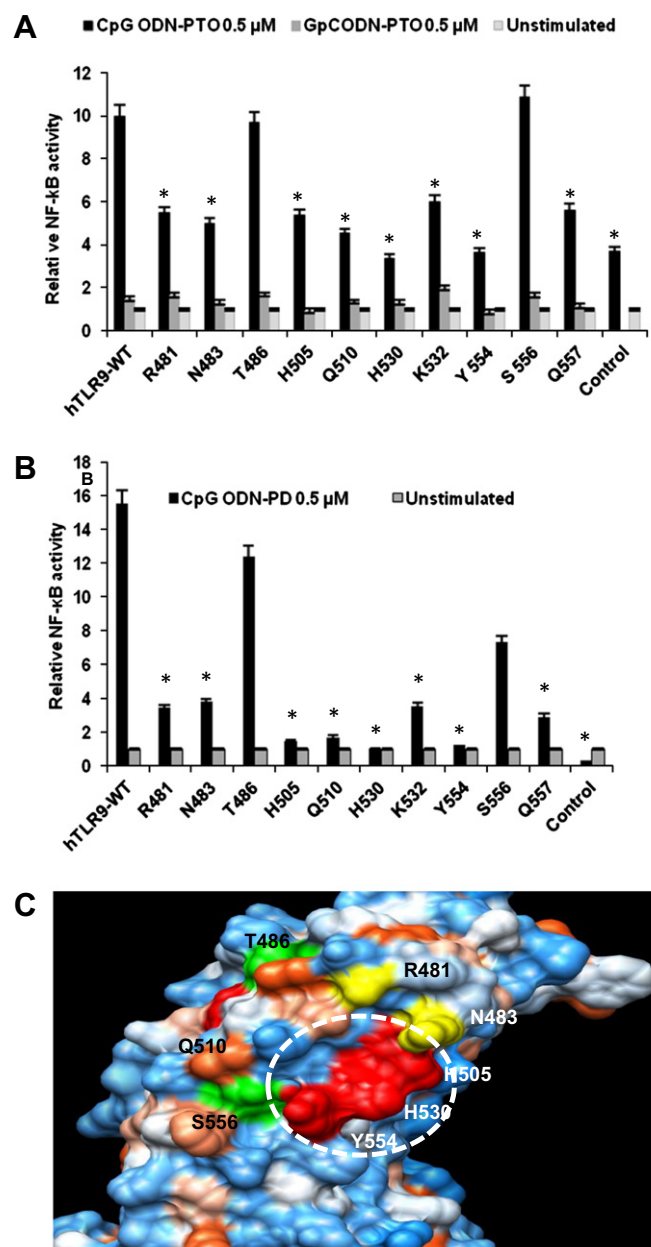 A
CpG ODN-PTO 0.5 µM GpCODN-PTO 0.5 µM Unstimulated
Relati ve NF-kB activity
12
10
8
6
4
2
0
* * * * * * * * *
hTLR9-WT R481 N483 T486 H505 Q510 H530 K532 Y 554 S 556 Q557 Control
B
B
CpG ODN-PD 0.5 µM Unstimulated
Relative NF-κB activity
18
16
14
12
10
8
6
4
2
0
* * * * * * * * *
hTLR9-WT R481 N483 T486 H505 Q510 H530 K532 Y554 S556 Q557 Control
C
T486
R481
N483
Q510
H505
H530
S556
Y554